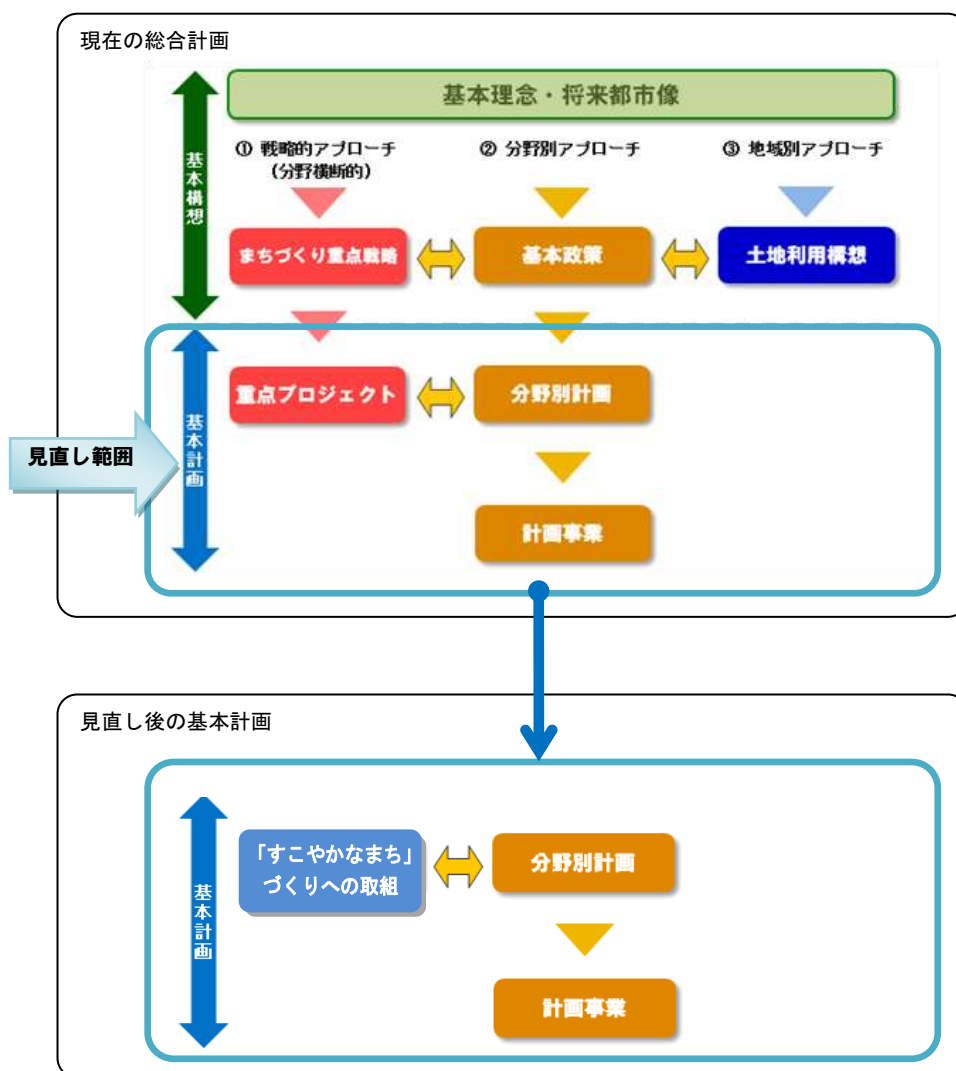 現在の総合計画
基本理念・将来都市像
基本構想
① 戦略的アプローチ
(分野横断的)
② 分野別アプローチ
③ 地域別アプローチ
まちづくり重点戦略
基本政策
土地利用構想
見直し範囲
基本計画
重点プロジェクト
分野別計画
計画事業
見直し後の基本計画
基本計画
「すこやかなまち」
づくりへの取組
分野別計画
計画事業